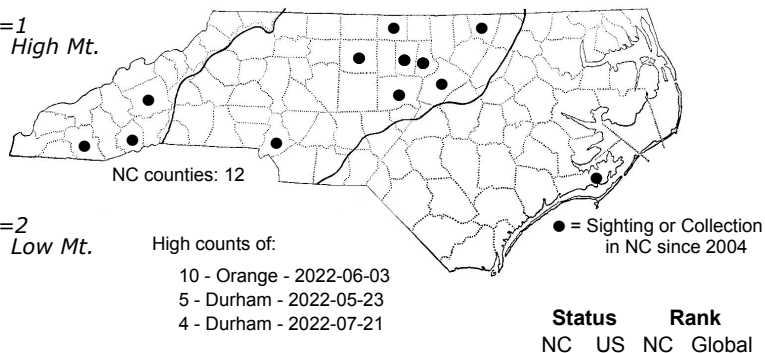 =1
High Mt.
NC counties: 12
=2
Low Mt.
High counts of:
10 - Orange - 2022-06-03
5 - Durham - 2022-05-23
4 - Durham - 2022-07-21
● = Sighting or Collection
in NC since 2004
Status Rank
NC US NC Global